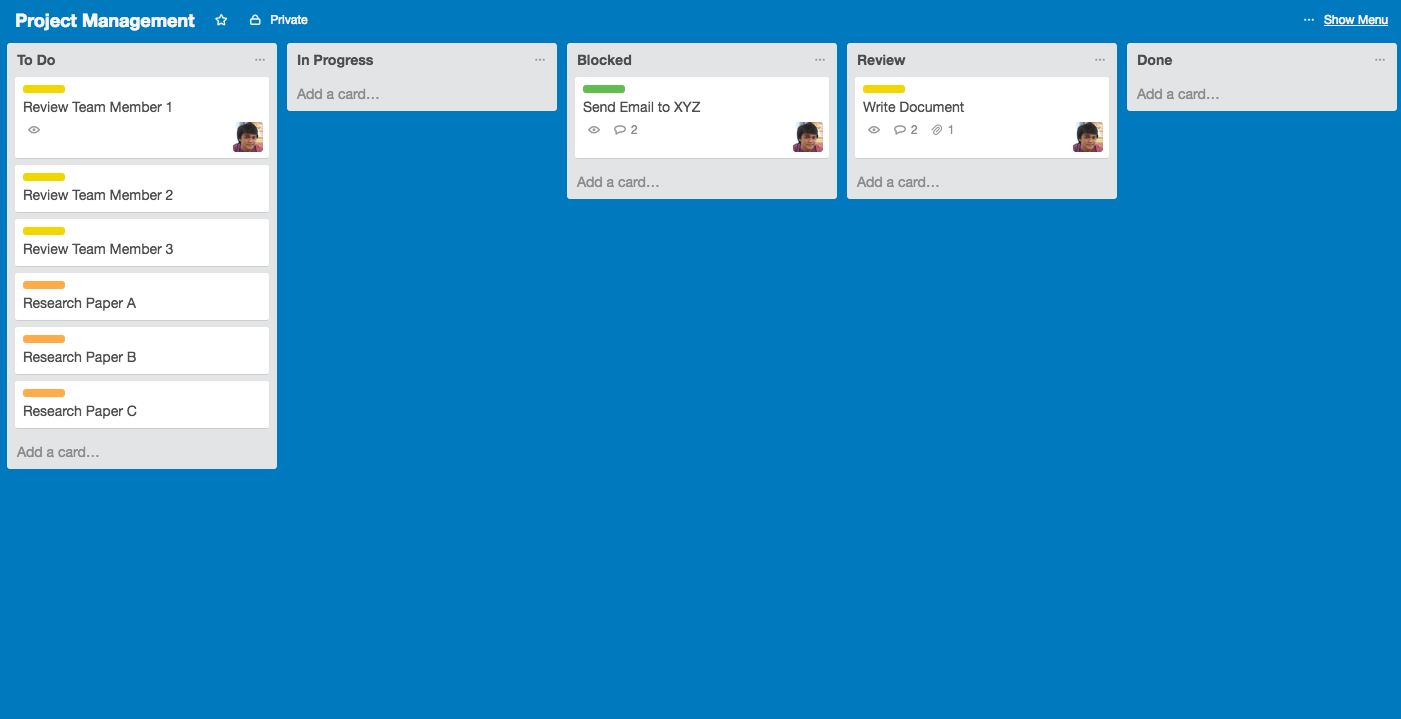 Project Management
Private
... Show Menu
To Do
Review Team Member 1
Review Team Member 2
Review Team Member 3
Research Paper A
Research Paper B
Research Paper C
Add a card...
In Progress
Add a card...
Blocked
Send Email to XYZ
2
Add a card...
Review
Write Document
2 1
Add a card...
Done
Add a card...